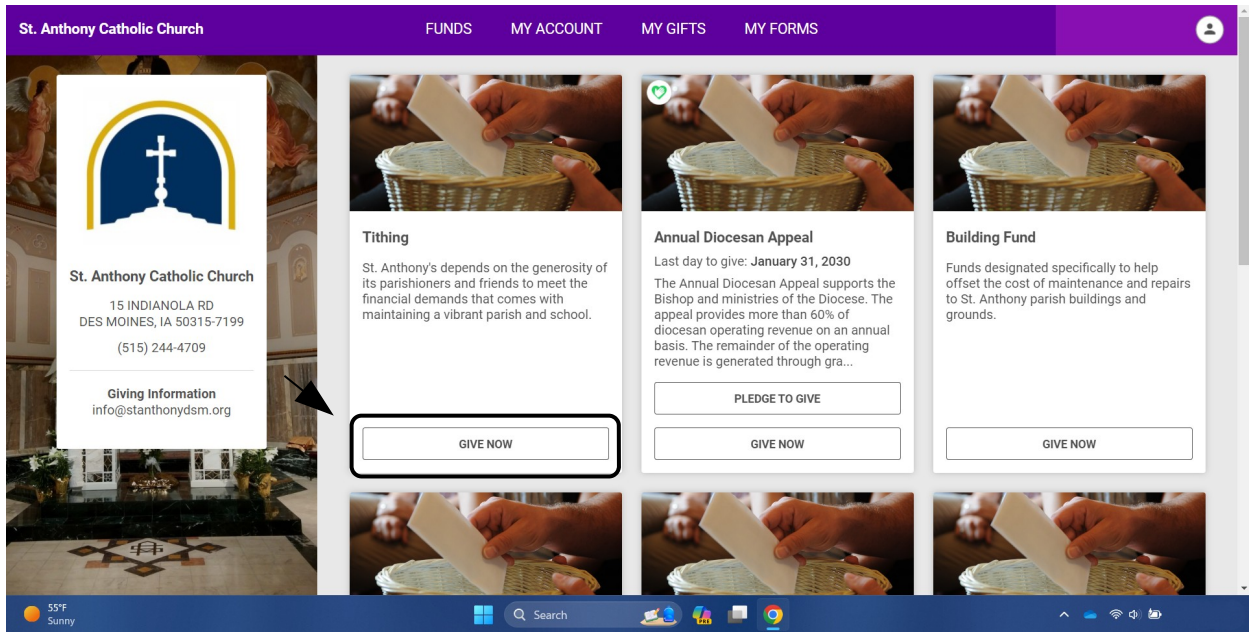 St. Anthony Catholic Church
FUNDS MY ACCOUNT MY GIFTS MY FORMS
St. Anthony Catholic Church
15 INDIANOLA RD
DES MOINES, IA 50315-7199
(515) 244-4709
Giving Information
info@stanthonydsm.org
Tithing
St. Anthony's depends on the generosity of
its parishioners and friends to meet the
financial demands that comes with
maintaining a vibrant parish and school.
GIVE NOW
Annual Diocesan Appeal
Last day to give: January 31, 2030
The Annual Diocesan Appeal supports the
Bishop and ministries of the Diocese. The
appeal provides more than 60% of
diocesan operating revenue on an annual
basis. The remainder of the operating
revenue is generated through gra...
PLEDGE TO GIVE
GIVE NOW
Building Fund
Funds designated specifically to help
offset the cost of maintenance and repairs
to St. Anthony parish buildings and
grounds.
GIVE NOW
55°F
Sunny
Search
PRE